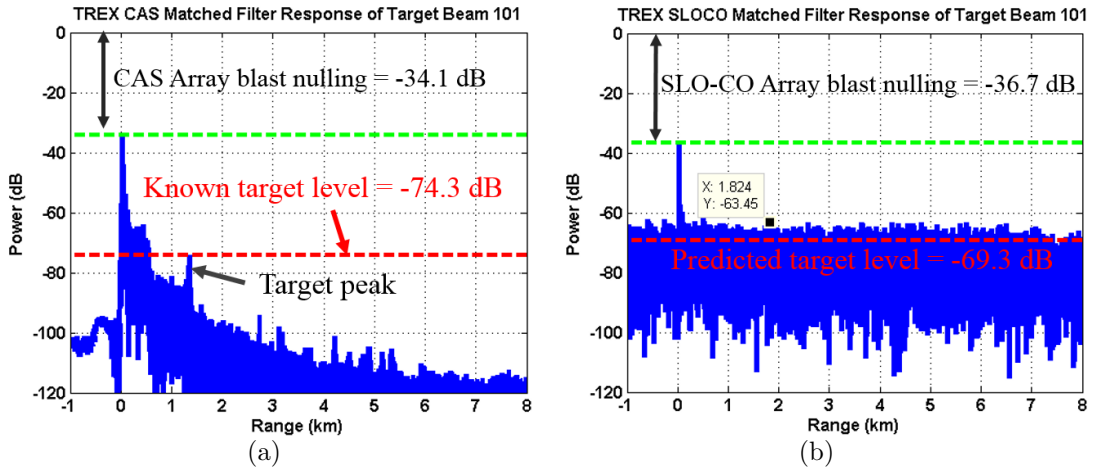 TREX CAS Matched Filter Response of Target Beam 101
0
-20
-40
-60
-80
-100
-120
Power (dB
CAS Array blast nulling = -34.1 dB
Known target level = -74.3 dB
Target peak
-1 0 1 2 3 4 5 6 7 8
Range (km)
(a)
TREX SLOCO Matched Filter Response of Target Beam 101
0
-20
-40
-60
-80
-100
-120
Power (dB
SLO-CO Array blast nulling = -36.7 dB
X: 1.824
Y: -63.45
Predicted target level = -69.3 dB
-1 0 1 2 3 4 5 6 7 8
Range (km)
(b)